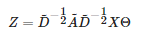 Z = D̃^{-1/2} Ã D̃^{-1/2} X Θ